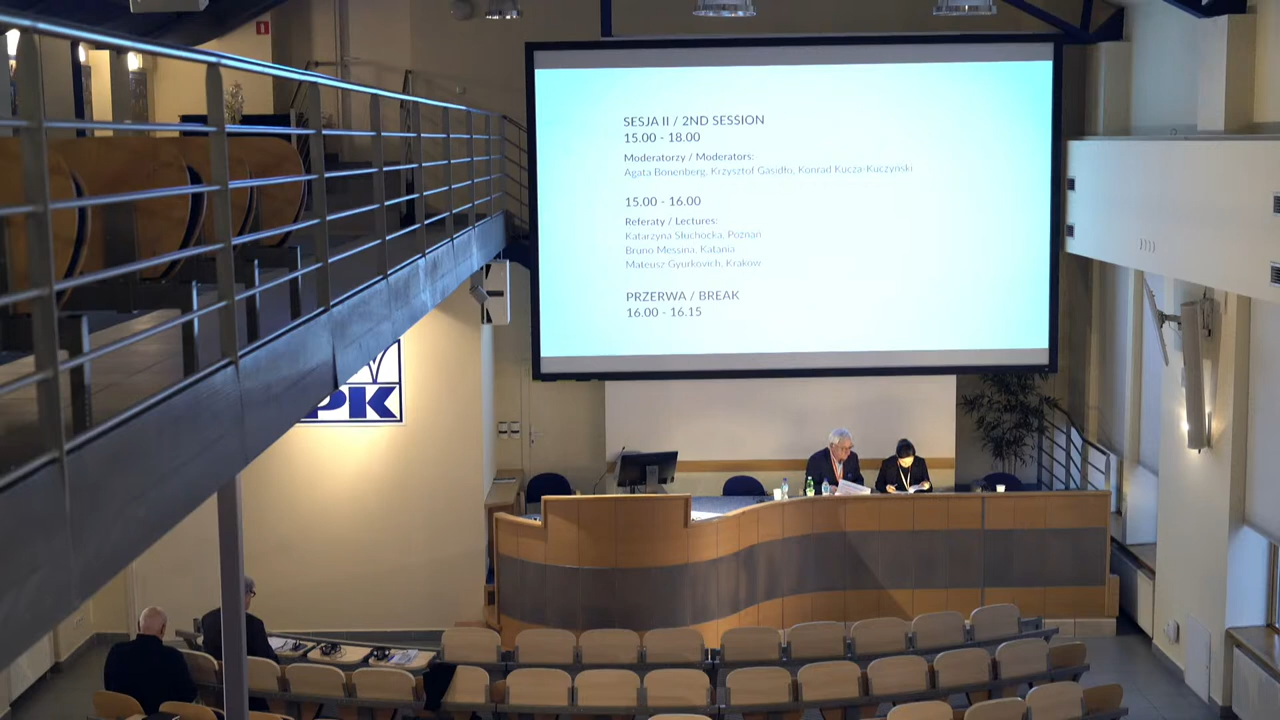 SESJA II / 2ND SESSION
15.00 - 18.00
Moderatorzy / Moderators:
Agata Bonenberg, Krzysztof Gasidło, Konrad Kucza-Kuczyński
15.00 - 16.00
Referaty / Lectures:
Katarzyna Słuchocka, Poznań
Bruno Messina, Katania
Mateusz Gyurkovich, Kraków
PRZERWA / BREAK
16.00 - 16.15
PK